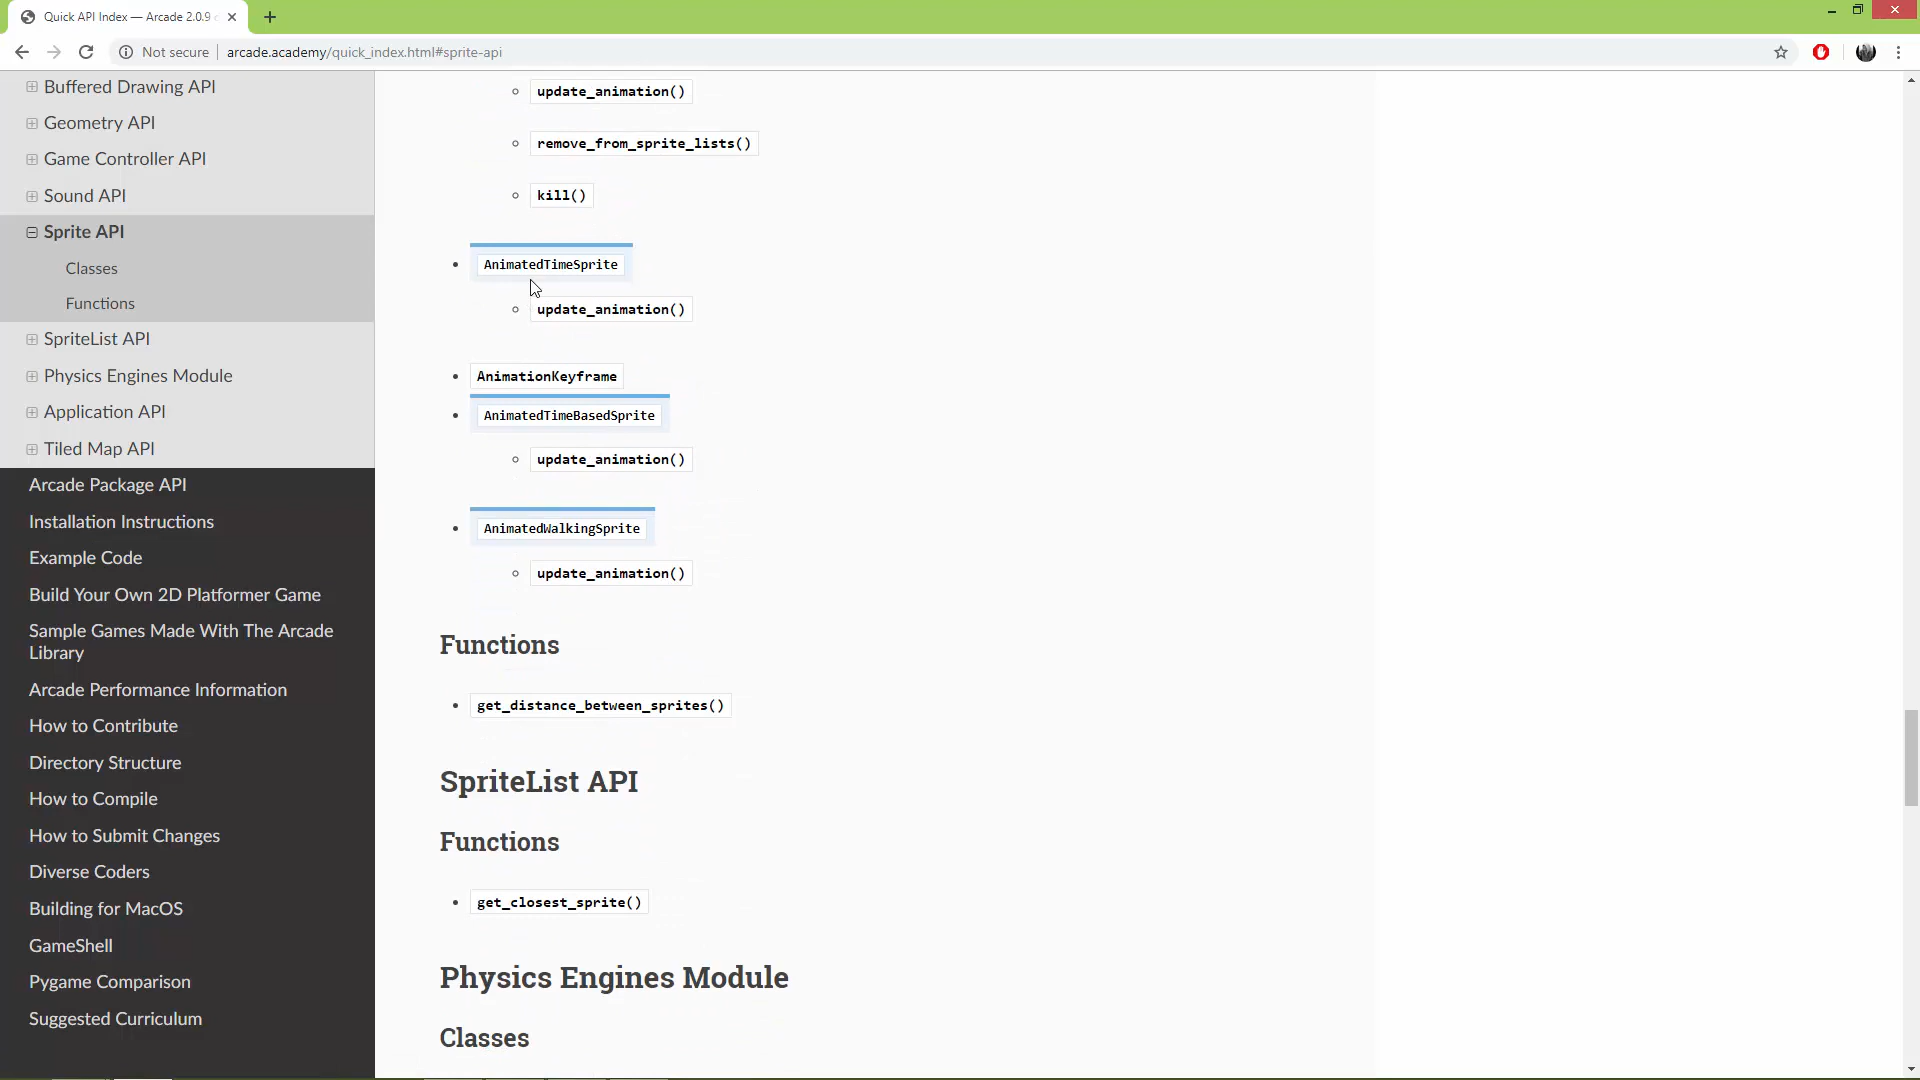 Quick API Index — Arcade 2.0.9
Not secure
arcade.academy/quick_index.html#sprite-api
Buffered Drawing API
Geometry API
Game Controller API
Sound API
Sprite API
Classes
Functions
SpriteList API
Physics Engines Module
Application API
Tiled Map API
Arcade Package API
Installation Instructions
Example Code
Build Your Own 2D Platformer Game
Sample Games Made With The Arcade
Library
Arcade Performance Information
How to Contribute
Directory Structure
How to Compile
How to Submit Changes
Diverse Coders
Building for MacOS
GameShell
Pygame Comparison
Suggested Curriculum
update_animation()
remove_from_sprite_lists()
kill()
AnimatedTimeSprite
update_animation()
AnimationKeyframe
AnimatedTimeBasedSprite
update_animation()
AnimatedWalkingSprite
update_animation()
Functions
get_distance_between_sprites()
SpriteList API
Functions
get_closest_sprite()
Physics Engines Module
Classes